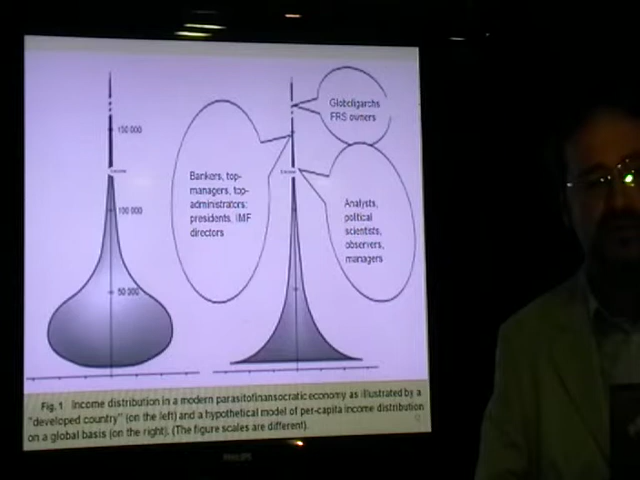 Globoligarchs
FRS owners
150 000
Bankers, top-
managers, top-
administrators:
presidents, IMF
directors
100 000
Analysts,
political
scientists,
observers,
managers
50 000
Fig. 1 Income distribution in a modern parasitofinansocratic economy as illustrated by a
"developed country" (on the left) and a hypothetical model of per-capita income distribution
on a global basis (on the right). (The figure scales are different).
PHILIPS